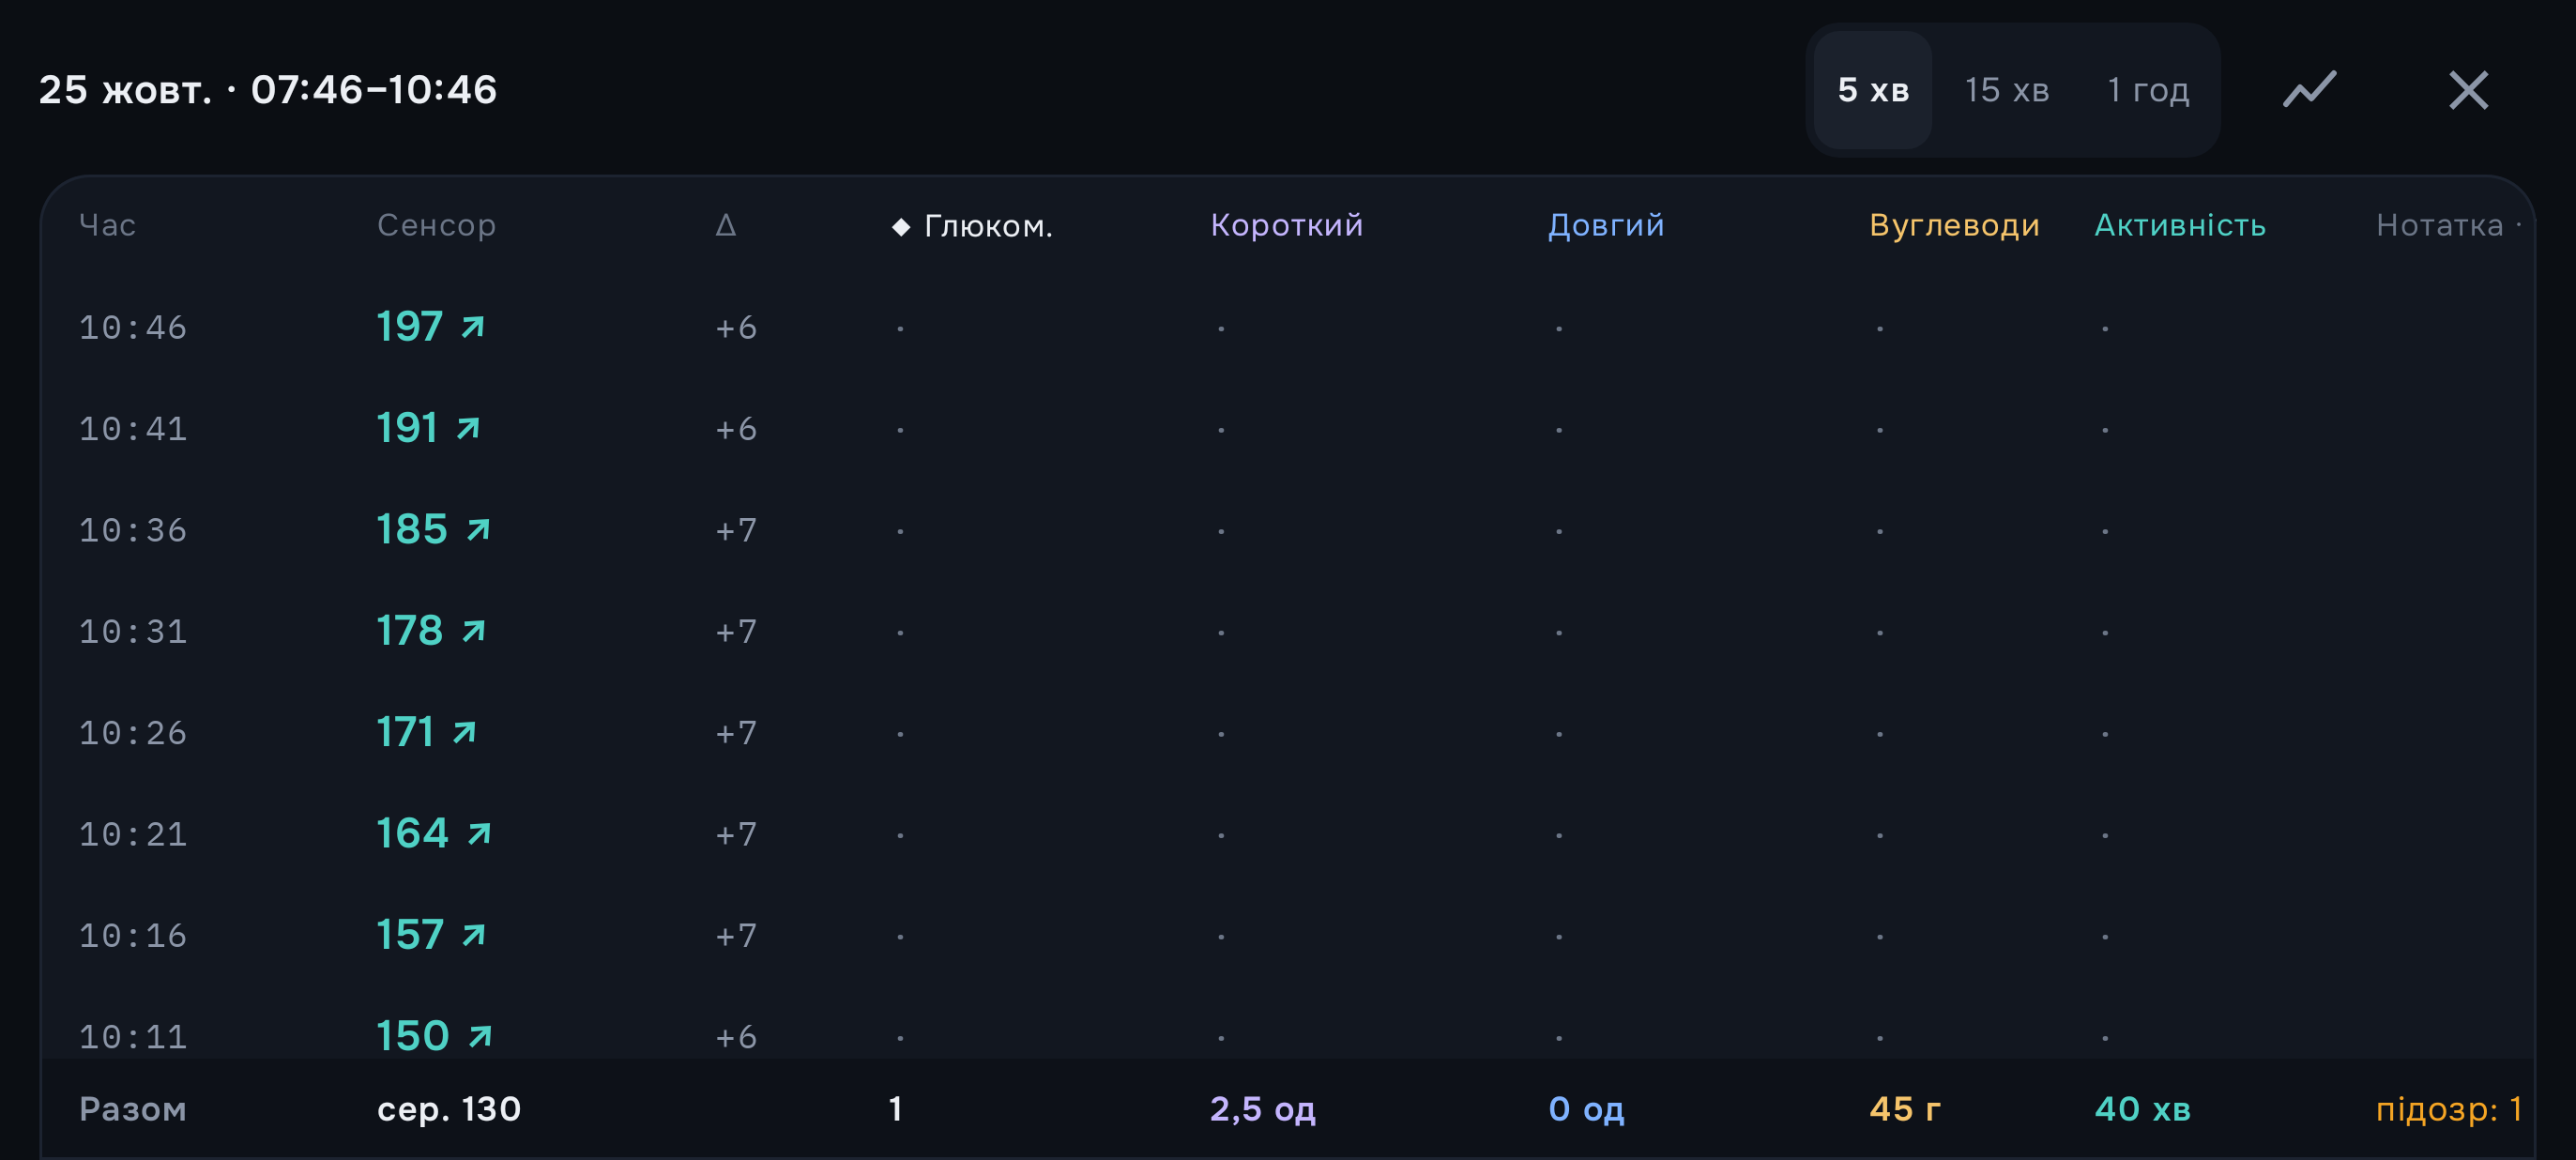 25 жовт. · 07:46–10:46 5 хв 15 хв 1 год
Час Сенсор Δ ◆ Глюком. Короткий Довгий Вуглеводи Активність Нотатка ·
10:46 197 ↗ +6 · · · · ·
10:41 191 ↗ +6 · · · · ·
10:36 185 ↗ +7 · · · · ·
10:31 178 ↗ +7 · · · · ·
10:26 171 ↗ +7 · · · · ·
10:21 164 ↗ +7 · · · · ·
10:16 157 ↗ +7 · · · · ·
10:11 150 ↗ +6 · · · · ·
Разом сер. 130 1 2,5 од 0 од 45 г 40 хв підозр: 1